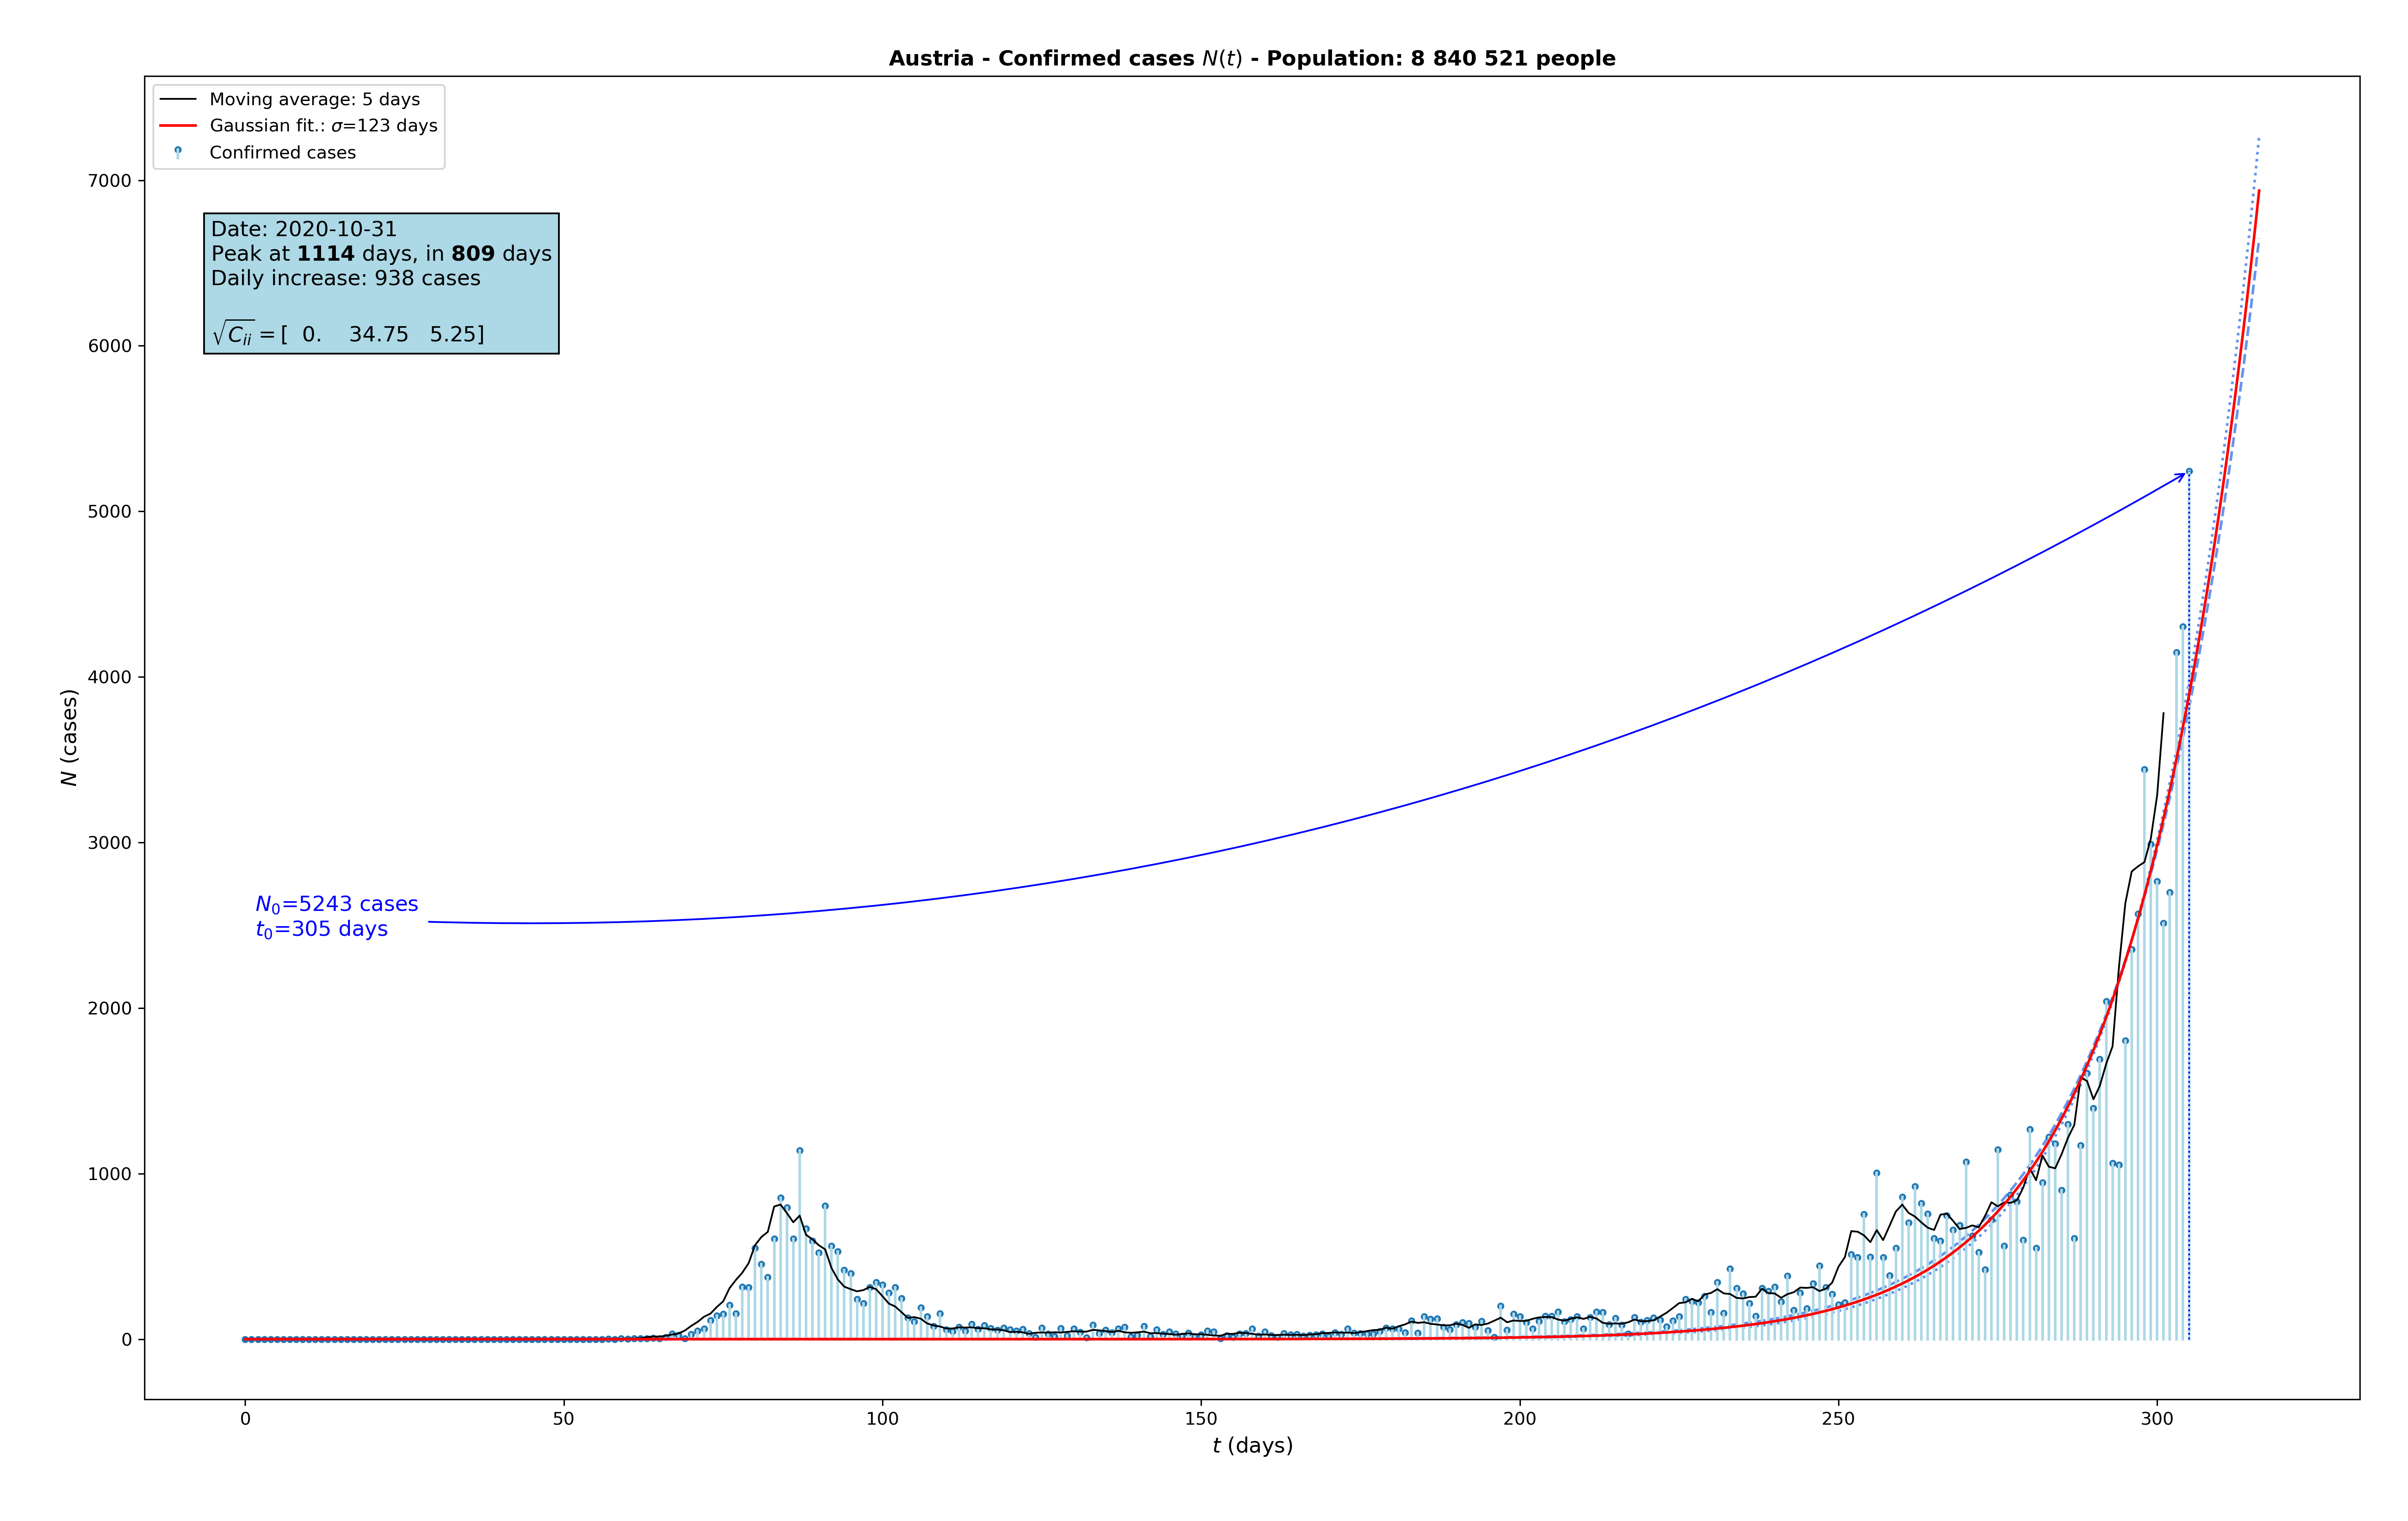 Austria - Confirmed cases N(t) - Population: 8 840 521 people
Moving average: 5 days
Gaussian fit.: σ=123 days
Confirmed cases
Date: 2020-10-31
Peak at 1114 days, in 809 days
Daily increase: 938 cases
√Cii = [ 0. 34.75 5.25]
N0=5243 cases
t0=305 days
7000
6000
5000
4000
3000
2000
1000
0
N (cases)
0 50 100 150 200 250 300
t (days)